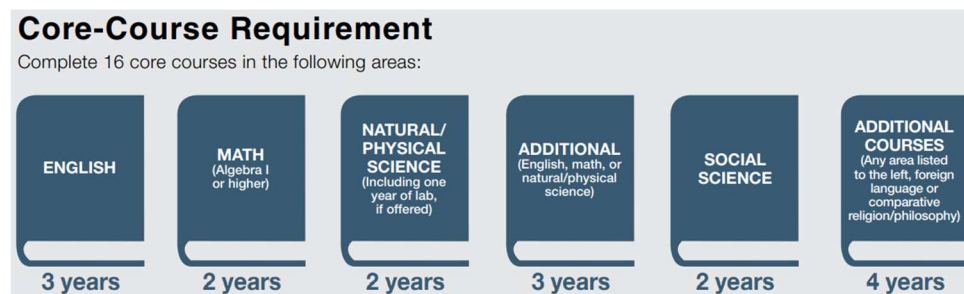 Core-Course Requirement
Complete 16 core courses in the following areas:
ENGLISH
3 years
MATH
(Algebra I
or higher)
2 years
NATURAL/
PHYSICAL
SCIENCE
(Including one
year of lab,
if offered)
2 years
ADDITIONAL
(English, math, or
natural/physical
science)
3 years
SOCIAL
SCIENCE
2 years
ADDITIONAL
COURSES
(Any area listed
to the left, foreign
language or
comparative
religion/philosophy)
4 years